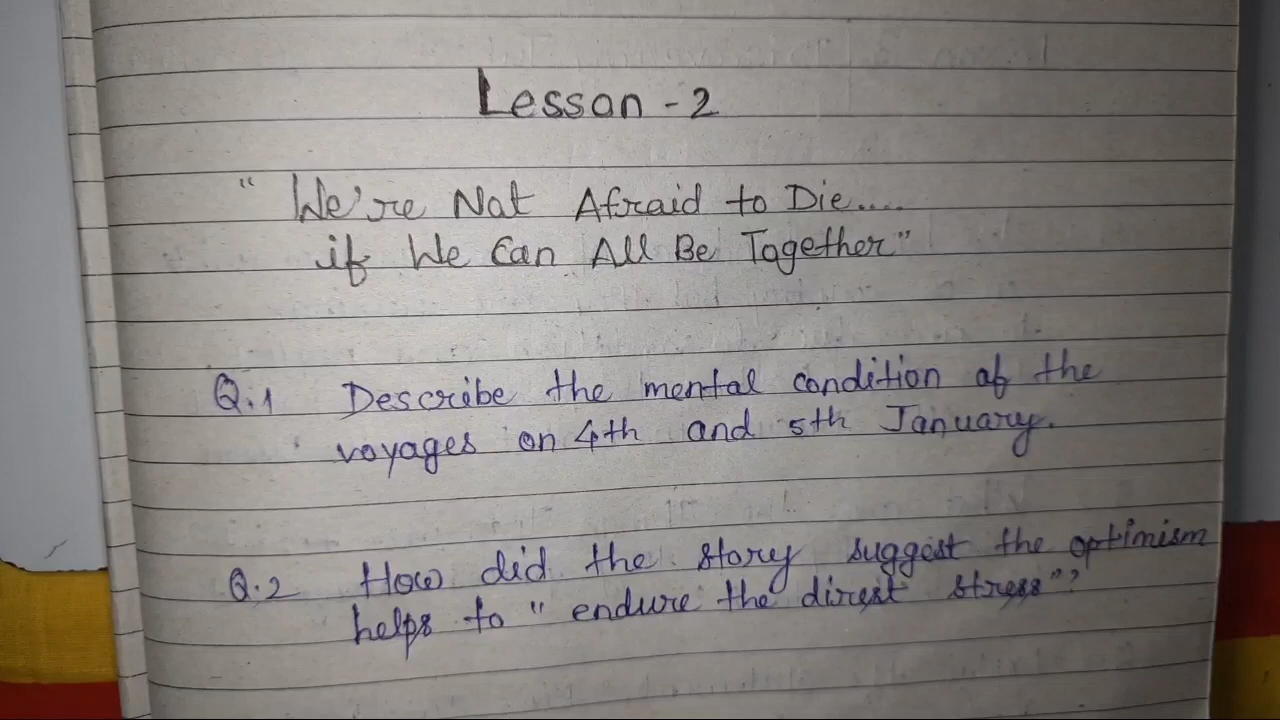 Lesson - 2
"We're Not Afraid to Die....
if We Can All Be Together"
Q.1 Describe the mental condition of the
voyages on 4th and 5th January.
Q.2 How did the story suggest the optimism
helps to "endure the direst stress"?